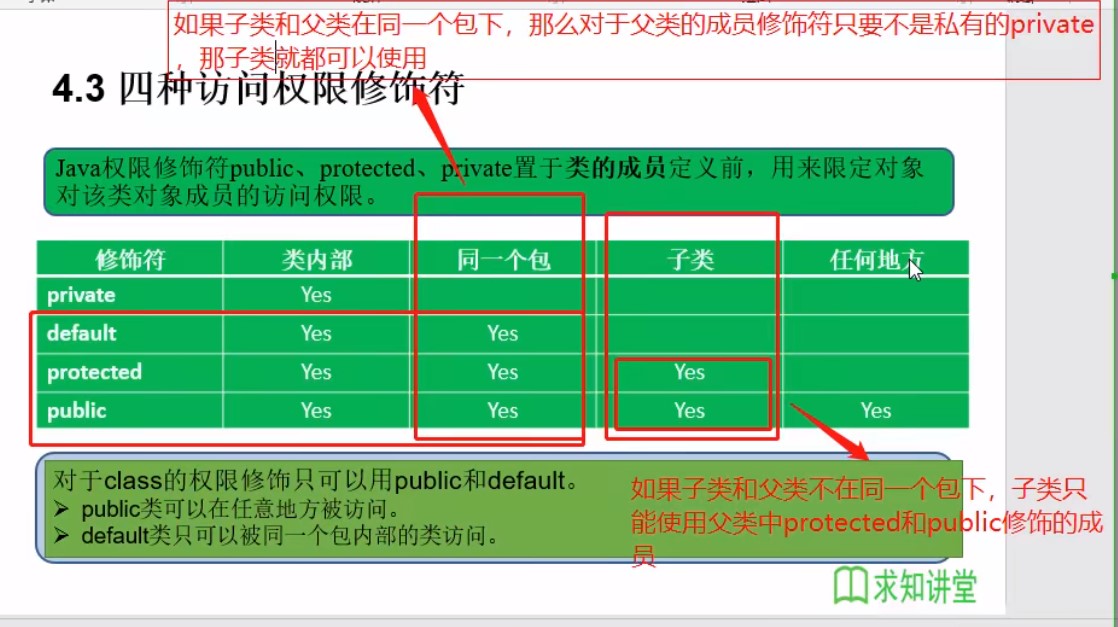 如果子类和父类在同一个包下，那么对于父类的成员修饰符只要不是私有的private
，那子类就都可以使用
4.3 四种访问权限修饰符
Java权限修饰符public、protected、private置于类的成员定义前，用来限定对象
对该类对象成员的访问权限。
修饰符 类内部 同一个包 子类 任何地方
private Yes
default Yes Yes
protected Yes Yes Yes
public Yes Yes Yes Yes
对于class的权限修饰只可以用public和default。
➢ public类可以在任意地方被访问。
➢ default类只可以被同一个包内部的类访问。
如果子类和父类不在同一个包下，子类只
能使用父类中protected和public修饰的成
员
求知讲堂